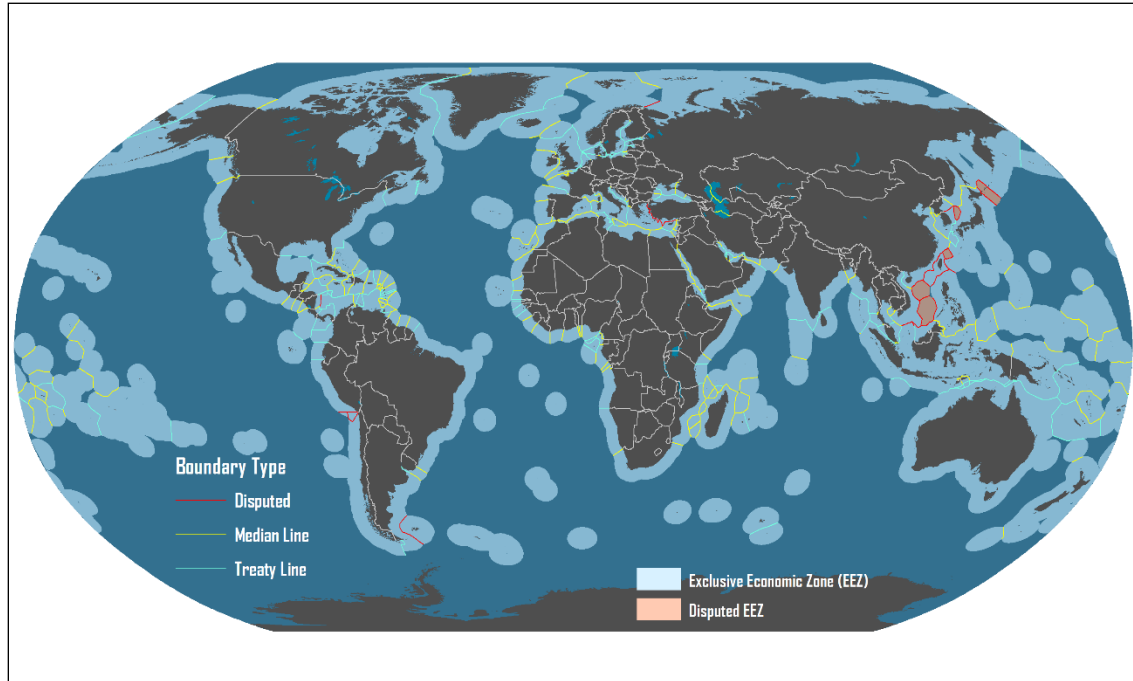 Boundary Type
Disputed
Median Line
Treaty Line
Exclusive Economic Zone (EEZ)
Disputed EEZ